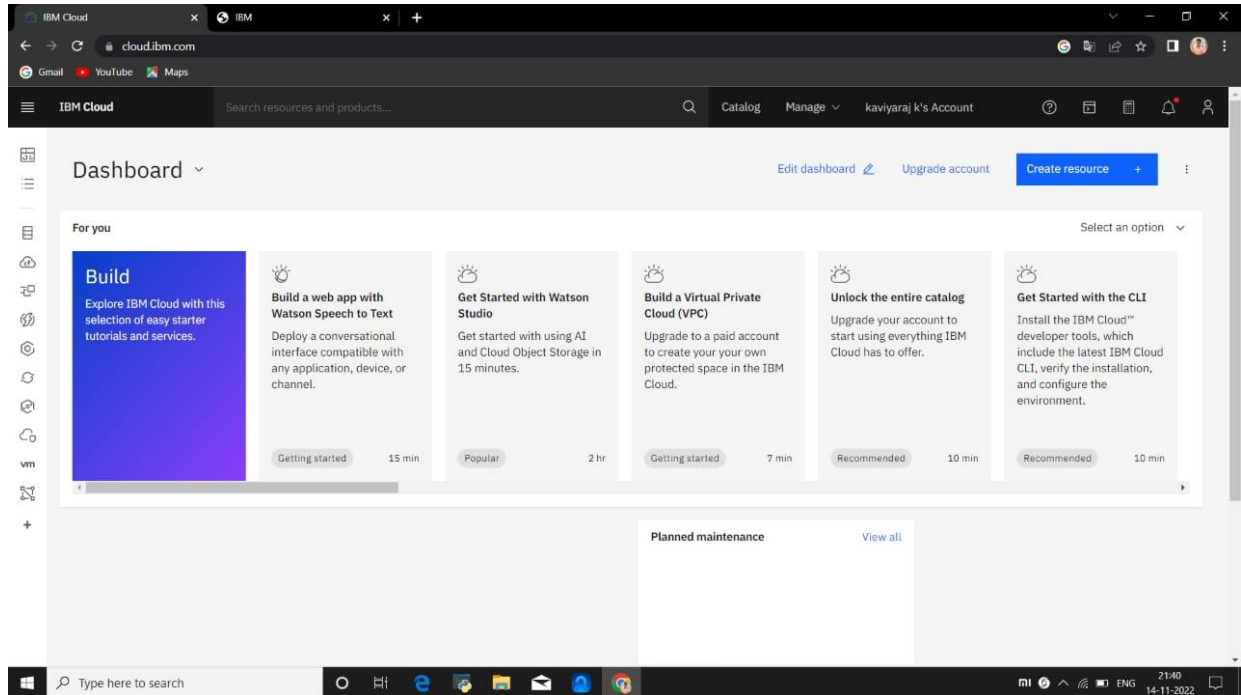 IBM Cloud
IBM
cloud.ibm.com
Gmail
YouTube
Maps
IBM Cloud
Search resources and products...
Catalog
Manage
kaviyaraj k's Account
Dashboard
Edit dashboard
Upgrade account
Create resource +
For you
Select an option
Build
Explore IBM Cloud with this
selection of easy starter
tutorials and services.
Build a web app with
Watson Speech to Text
Deploy a conversational
interface compatible with
any application, device, or
channel.
Getting started
15 min
Get Started with Watson
Studio
Get started with using AI
and Cloud Object Storage in
15 minutes.
Popular
2 hr
Build a Virtual Private
Cloud (VPC)
Upgrade to a paid account
to create your your own
protected space in the IBM
Cloud.
Getting started
7 min
Unlock the entire catalog
Upgrade your account to
start using everything IBM
Cloud has to offer.
Recommended
10 min
Get Started with the CLI
Install the IBM Cloud™
developer tools, which
include the latest IBM Cloud
CLI, verify the installation,
and configure the
environment.
Recommended
10 min
vm
Planned maintenance
View all
Type here to search
ENG
21:40
14-11-2022